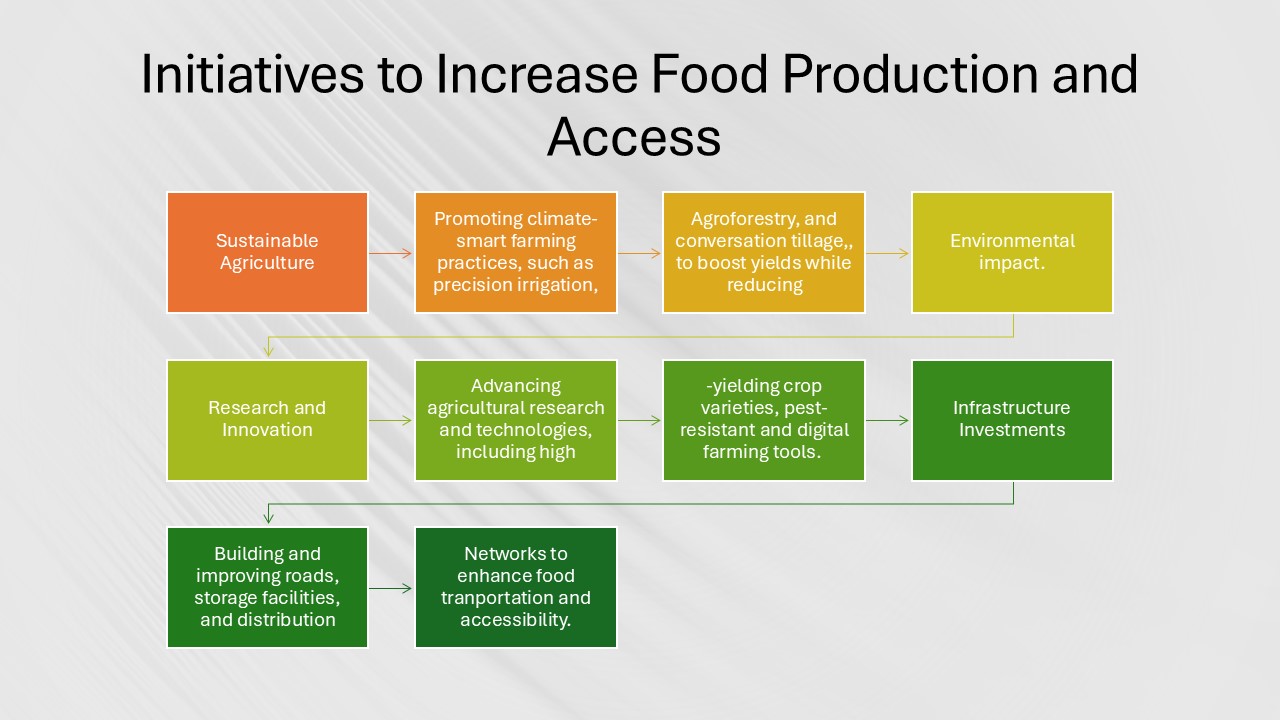 Initiatives to Increase Food Production and
Access
Sustainable
Agriculture
Promoting climate-
smart farming
practices, such as
precision irrigation,
Agroforestry, and
conversation tillage,,
to boost yields while
reducing
Environmental
impact.
Research and
Innovation
Advancing
agricultural research
and technologies,
including high
-yielding crop
varieties, pest-
resistant and digital
farming tools.
Infrastructure
Investments
Building and
improving roads,
storage facilities,
and distribution
Networks to
enhance food
tranportation and
accessibility.